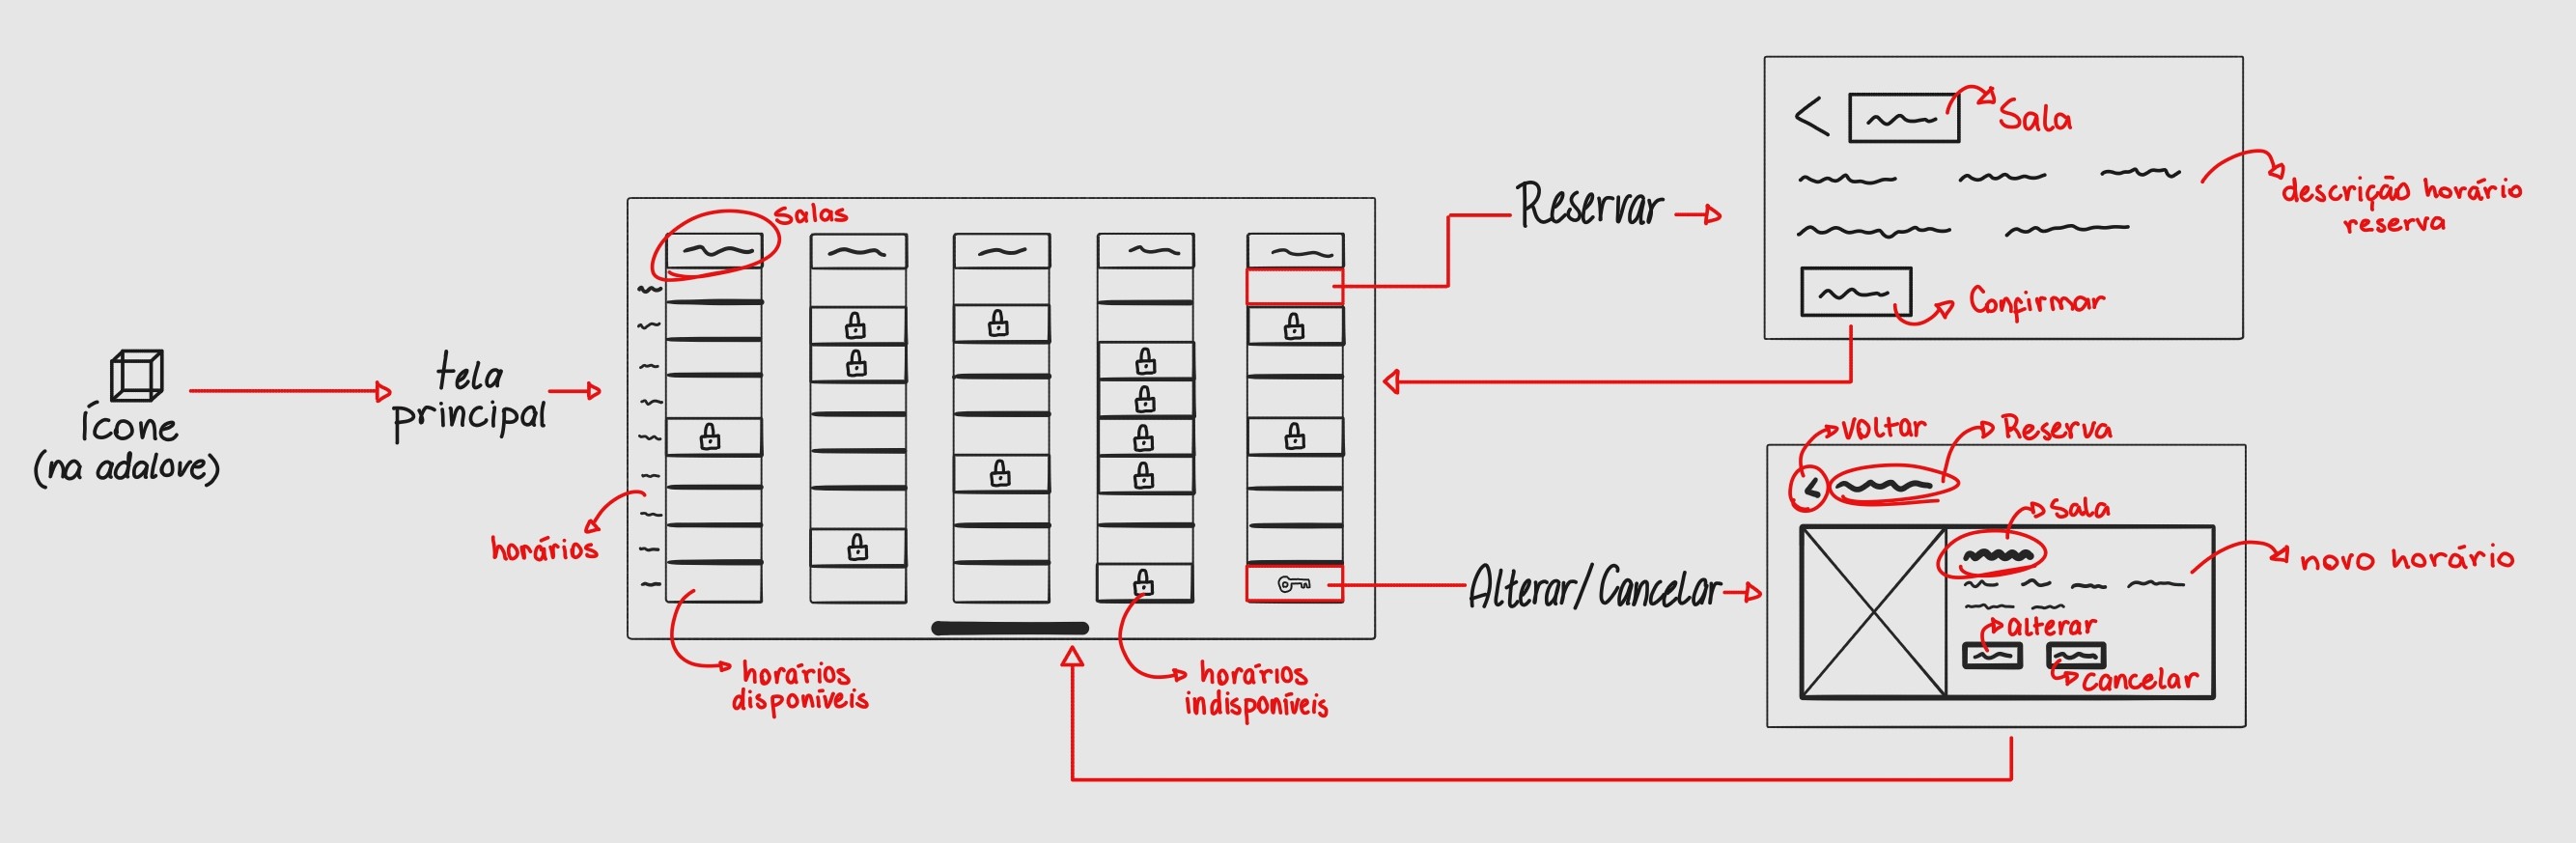 Ícone
(na adalove)
tela
principal
Salas
horários
horários
disponíveis
horários
indisponíveis
Reservar
Sala
descrição horário
reserva
Confirmar
Alterar/Cancelar
Voltar
Reserva
Sala
novo horário
alterar
Cancelar